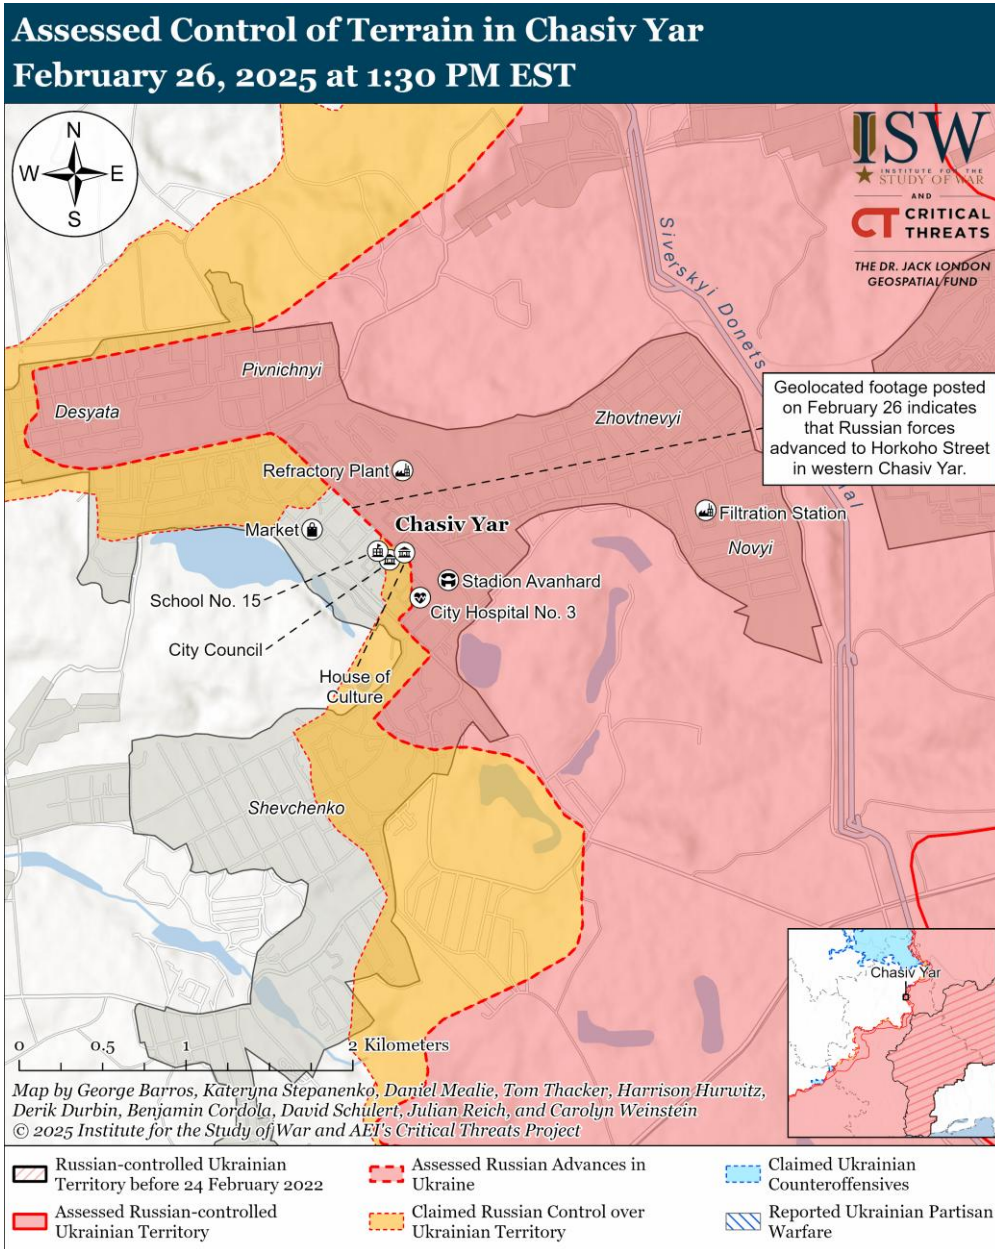 Assessed Control of Terrain in Chasiv Yar
February 26, 2025 at 1:30 PM EST
N
W
E
S
ISW
INSTITUTE FOR THE
STUDY OF WAR
AND
CT CRITICAL
THREATS
THE DR. JACK LONDON
GEOSPATIAL FUND
Siverskyi Donets
Pivnichnyi
Desyata
Zhovtnevyi
Geolocated footage posted
on February 26 indicates
that Russian forces
advanced to Horkoho Street
in western Chasiv Yar.
Refractory Plant
Market
Chasiv Yar
Filtration Station
Novyi
School No. 15
Stadion Avanhard
City Hospital No. 3
City Council
House of
Culture
Shevchenko
Chasiv Yar
0 0.5 1 2 Kilometers
Map by George Barros, Kateryna Stepanenko, Daniel Mealie, Tom Thacker, Harrison Hurwitz,
Derik Durbin, Benjamin Cordola, David Schulert, Julian Reich, and Carolyn Weinstein
© 2025 Institute for the Study of War and AEI's Critical Threats Project
Russian-controlled Ukrainian
Territory before 24 February 2022
Assessed Russian Advances in
Ukraine
Claimed Ukrainian
Counteroffensives
Assessed Russian-controlled
Ukrainian Territory
Claimed Russian Control over
Ukrainian Territory
Reported Ukrainian Partisan
Warfare